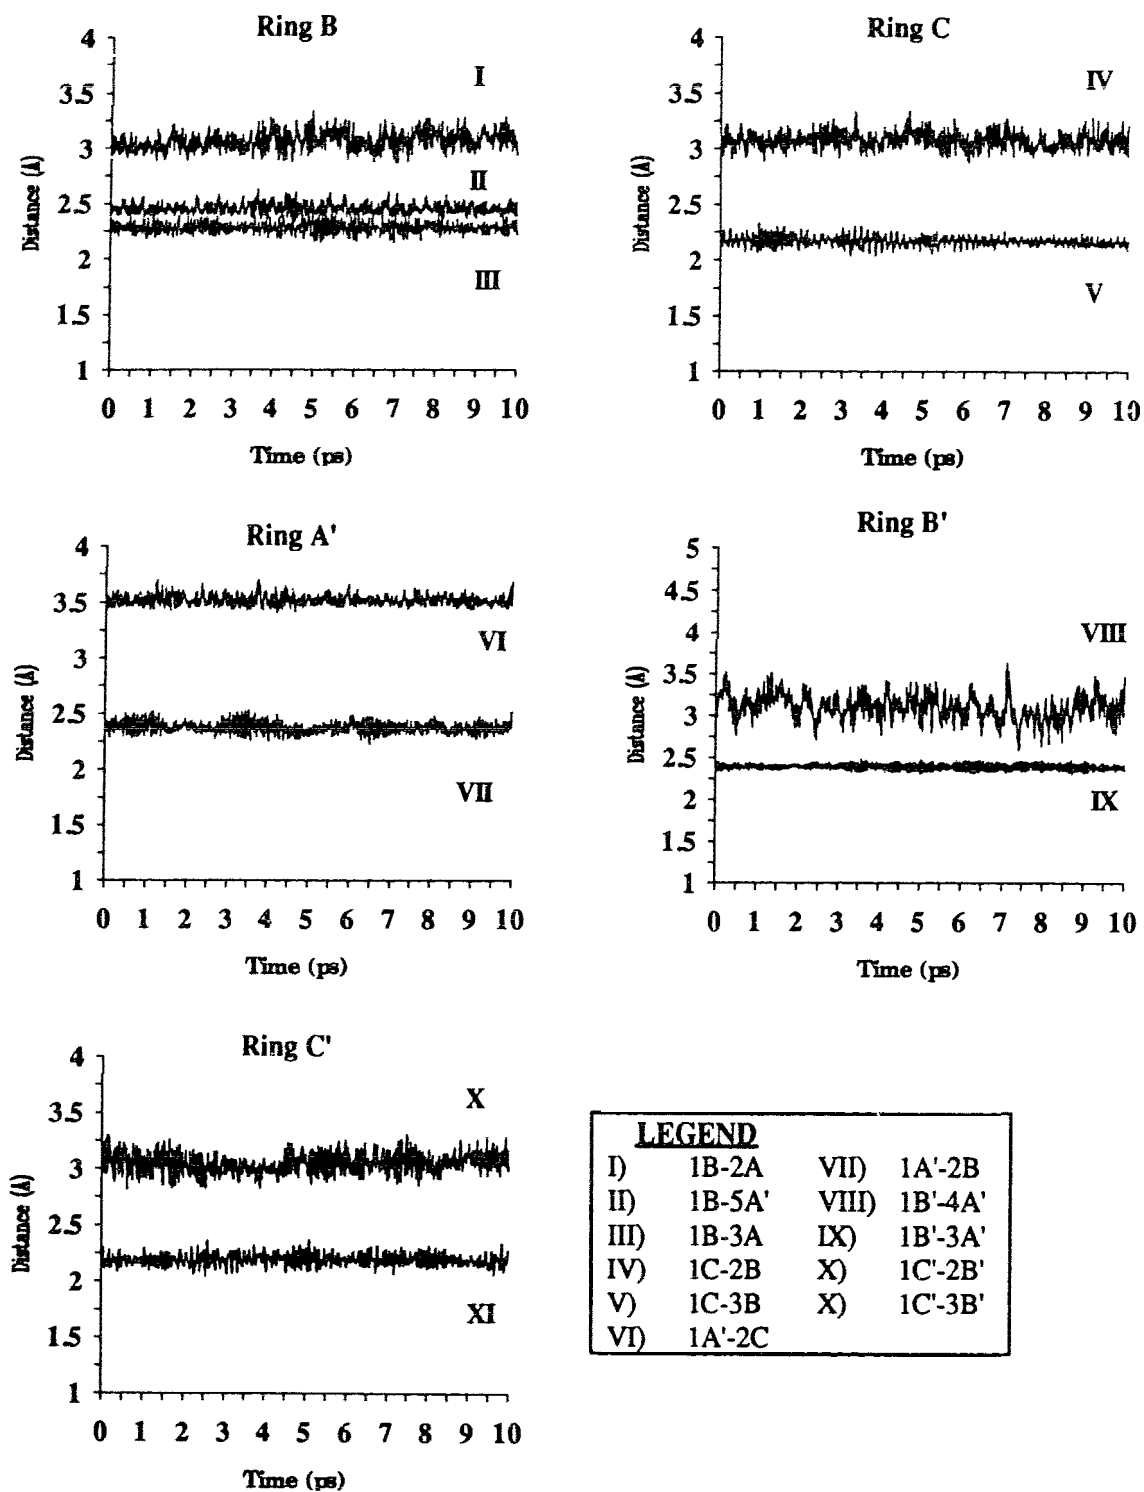 Ring B
4
3.5
3
2.5
2
1.5
1
Distance (Å)
I
II
III
0 1 2 3 4 5 6 7 8 9 10
Time (ps)
Ring C
4
3.5
3
2.5
2
1.5
1
Distance (Å)
IV
V
0 1 2 3 4 5 6 7 8 9 10
Time (ps)
Ring A'
4
3.5
3
2.5
2
1.5
1
Distance (Å)
VI
VII
0 1 2 3 4 5 6 7 8 9 10
Time (ps)
Ring B'
5
4.5
4
3.5
3
2.5
2
1.5
1
Distance (Å)
VIII
IX
0 1 2 3 4 5 6 7 8 9 10
Time (ps)
Ring C'
4
3.5
3
2.5
2
1.5
1
Distance (Å)
X
XI
0 1 2 3 4 5 6 7 8 9 10
Time (ps)
LEGEND
I) 1B-2A VII) 1A'-2B
II) 1B-5A' VIII) 1B'-4A'
III) 1B-3A IX) 1B'-3A'
IV) 1C-2B X) 1C'-2B'
V) 1C-3B X) 1C'-3B'
VI) 1A'-2C